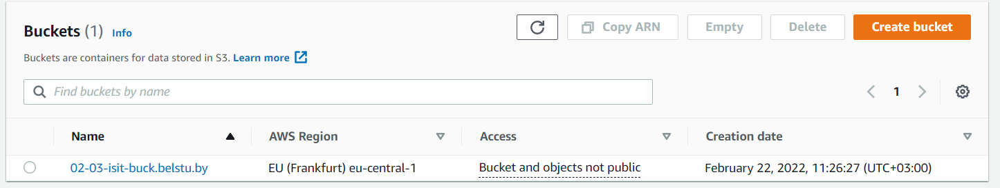 Buckets (1) Info
Copy ARN Empty Delete Create bucket
Buckets are containers for data stored in S3. Learn more
Find buckets by name
1
Name AWS Region Access Creation date
02-03-isit-buck.belstu.by EU (Frankfurt) eu-central-1 Bucket and objects not public February 22, 2022, 11:26:27 (UTC+03:00)